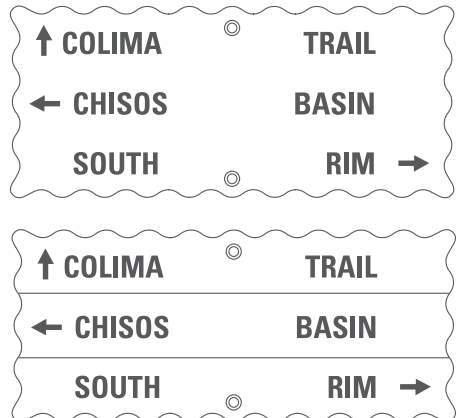 ↑ COLIMA TRAIL
← CHISOS BASIN
SOUTH RIM →
↑ COLIMA TRAIL
← CHISOS BASIN
SOUTH RIM →